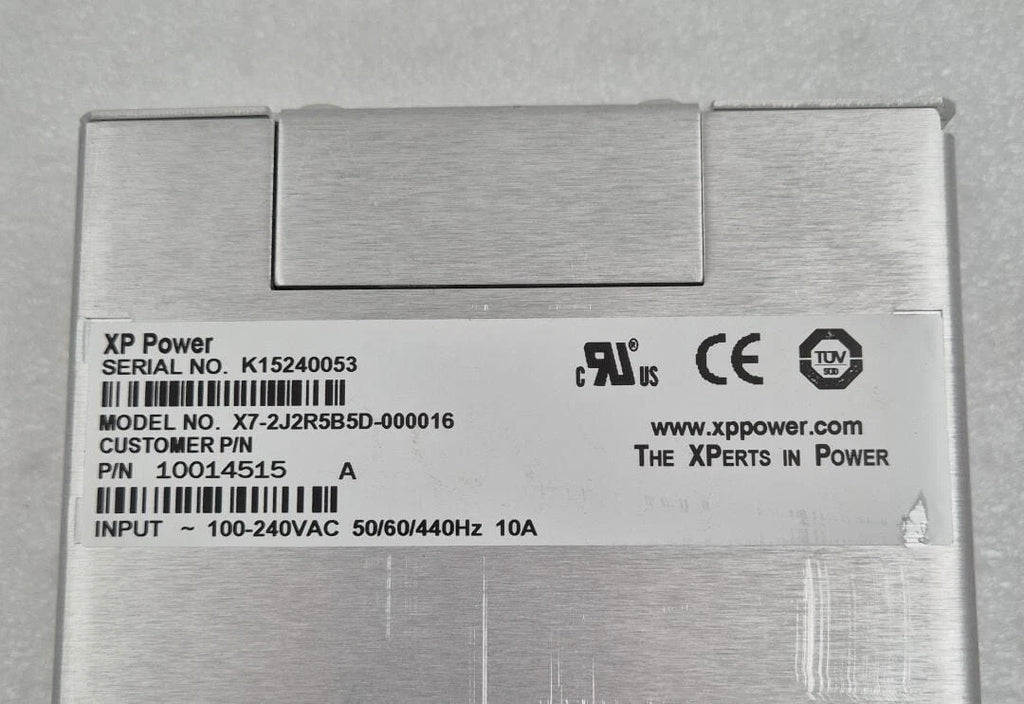 XP Power
SERIAL NO. K15240053
MODEL NO. X7-2J2R5B5D-000016
CUSTOMER P/N
P/N 10014515 A
INPUT ~ 100-240VAC 50/60/440Hz 10A
c RU® US
CE
TÜV
www.xppower.com
THE XPERTS IN POWER